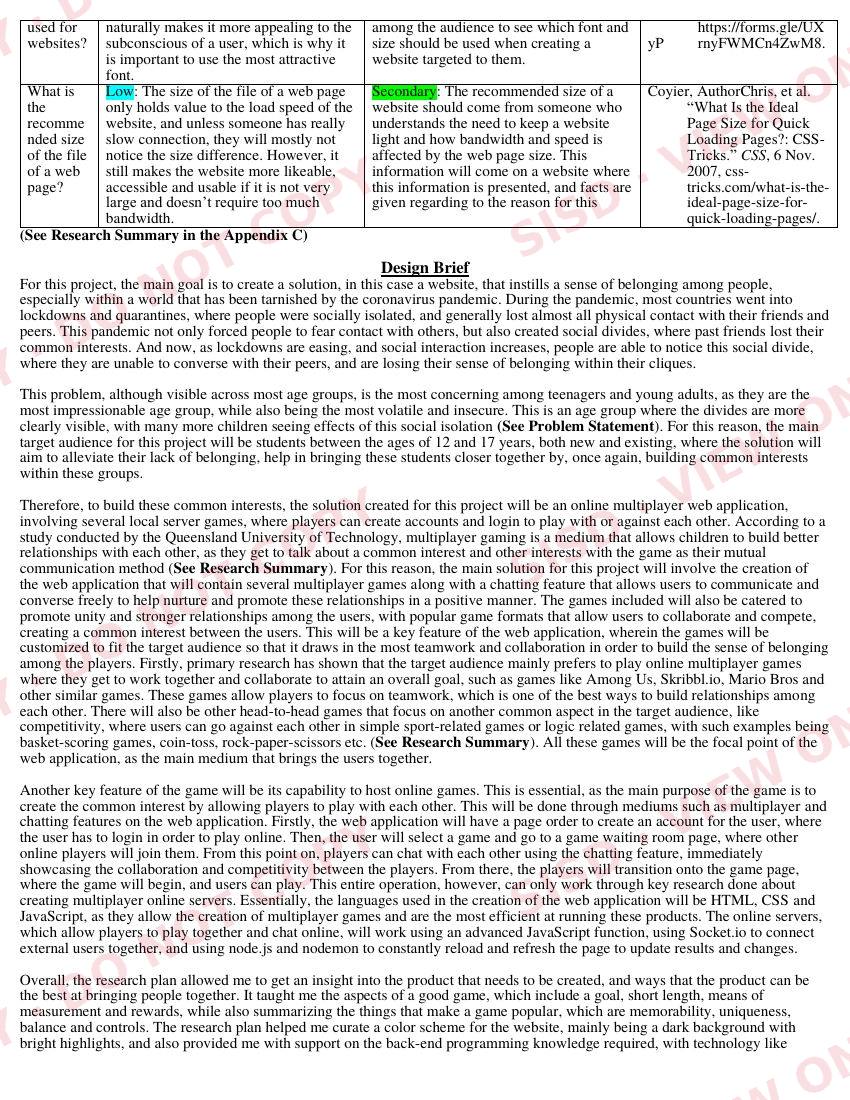 used for
websites?
naturally makes it more appealing to the
subconscious of a user, which is why it
is important to use the most attractive
font.
among the audience to see which font and
size should be used when creating a
website targeted to them.
https://forms.gle/UX
yP rnyFWMCn4ZwM8.
What is
the
recomme
nded size
of the file
of a web
page?
Low: The size of the file of a web page
only holds value to the load speed of the
website, and unless someone has really
slow connection, they will mostly not
notice the size difference. However, it
still makes the website more likeable,
accessible and usable if it is not very
large and doesn’t require too much
bandwidth.
Secondary: The recommended size of a
website should come from someone who
understands the need to keep a website
light and how bandwidth and speed is
affected by the web page size. This
information will come on a website where
this information is presented, and facts are
given regarding to the reason for this
Coyier, AuthorChris, et al.
“What Is the Ideal
Page Size for Quick
Loading Pages?: CSS-
Tricks.” CSS, 6 Nov.
2007, css-
tricks.com/what-is-the-
ideal-page-size-for-
quick-loading-pages/.
(See Research Summary in the Appendix C)
Design Brief
For this project, the main goal is to create a solution, in this case a website, that instills a sense of belonging among people,
especially within a world that has been tarnished by the coronavirus pandemic. During the pandemic, most countries went into
lockdowns and quarantines, where people were socially isolated, and generally lost almost all physical contact with their friends and
peers. This pandemic not only forced people to fear contact with others, but also created social divides, where past friends lost their
common interests. And now, as lockdowns are easing, and social interaction increases, people are able to notice this social divide,
where they are unable to converse with their peers, and are losing their sense of belonging within their cliques.
This problem, although visible across most age groups, is the most concerning among teenagers and young adults, as they are the
most impressionable age group, while also being the most volatile and insecure. This is an age group where the divides are more
clearly visible, with many more children seeing effects of this social isolation (See Problem Statement). For this reason, the main
target audience for this project will be students between the ages of 12 and 17 years, both new and existing, where the solution will
aim to alleviate their lack of belonging, help in bringing these students closer together by, once again, building common interests
within these groups.
Therefore, to build these common interests, the solution created for this project will be an online multiplayer web application,
involving several local server games, where players can create accounts and login to play with or against each other. According to a
study conducted by the Queensland University of Technology, multiplayer gaming is a medium that allows children to build better
relationships with each other, as they get to talk about a common interest and other interests with the game as their mutual
communication method (See Research Summary). For this reason, the main solution for this project will involve the creation of
the web application that will contain several multiplayer games along with a chatting feature that allows users to communicate and
converse freely to help nurture and promote these relationships in a positive manner. The games included will also be catered to
promote unity and stronger relationships among the users, with popular game formats that allow users to collaborate and compete,
creating a common interest between the users. This will be a key feature of the web application, wherein the games will be
customized to fit the target audience so that it draws in the most teamwork and collaboration in order to build the sense of belonging
among the players. Firstly, primary research has shown that the target audience mainly prefers to play online multiplayer games
where they get to work together and collaborate to attain an overall goal, such as games like Among Us, Skribbl.io, Mario Bros and
other similar games. These games allow players to focus on teamwork, which is one of the best ways to build relationships among
each other. There will also be other head-to-head games that focus on another common aspect in the target audience, like
competitivity, where users can go against each other in simple sport-related games or logic related games, with such examples being
basket-scoring games, coin-toss, rock-paper-scissors etc. (See Research Summary). All these games will be the focal point of the
web application, as the main medium that brings the users together.
Another key feature of the game will be its capability to host online games. This is essential, as the main purpose of the game is to
create the common interest by allowing players to play with each other. This will be done through mediums such as multiplayer and
chatting features on the web application. Firstly, the web application will have a page order to create an account for the user, where
the user has to login in order to play online. Then, the user will select a game and go to a game waiting room page, where other
online players will join them. From this point on, players can chat with each other using the chatting feature, immediately
showcasing the collaboration and competitivity between the players. From there, the players will transition onto the game page,
where the game will begin, and users can play. This entire operation, however, can only work through key research done about
creating multiplayer online servers. Essentially, the languages used in the creation of the web application will be HTML, CSS and
JavaScript, as they allow the creation of multiplayer games and are the most efficient at running these products. The online servers,
which allow players to play together and chat online, will work using an advanced JavaScript function, using Socket.io to connect
external users together, and using node.js and nodemon to constantly reload and refresh the page to update results and changes.
Overall, the research plan allowed me to get an insight into the product that needs to be created, and ways that the product can be
the best at bringing people together. It taught me the aspects of a good game, which include a goal, short length, means of
measurement and rewards, while also summarizing the things that make a game popular, which are memorability, uniqueness,
balance and controls. The research plan helped me curate a color scheme for the website, mainly being a dark background with
bright highlights, and also provided me with support on the back-end programming knowledge required, with technology like